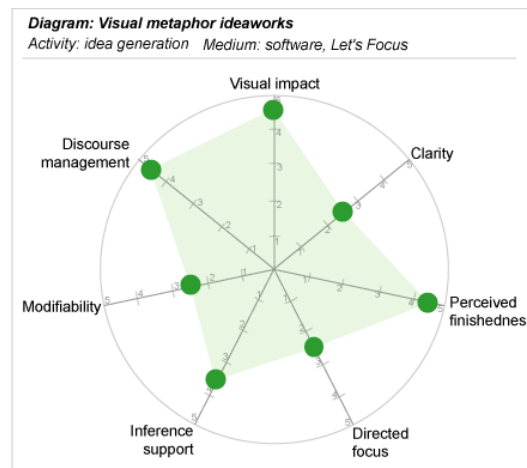 Diagram: Visual metaphor ideaworks
Activity: idea generation Medium: software, Let's Focus
Visual impact
Discourse
management
Clarity
Modifiability
Perceived
finishednes
Inference
support
Directed
focus